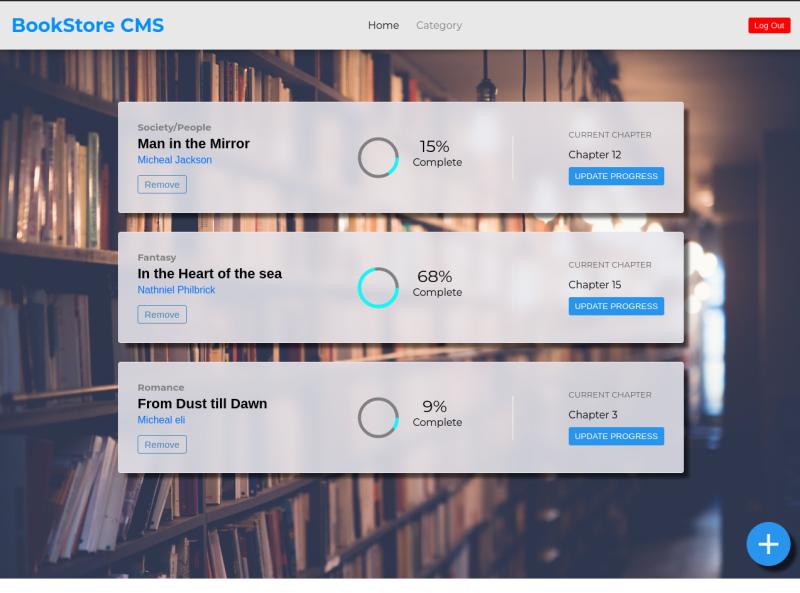 BookStore CMS
Home
Category
Log Out
Society/People
Man in the Mirror
Micheal Jackson
Remove
15%
Complete
CURRENT CHAPTER
Chapter 12
UPDATE PROGRESS
Fantasy
In the Heart of the sea
Nathniel Philbrick
Remove
68%
Complete
CURRENT CHAPTER
Chapter 15
UPDATE PROGRESS
Romance
From Dust till Dawn
Micheal eli
Remove
9%
Complete
CURRENT CHAPTER
Chapter 3
UPDATE PROGRESS